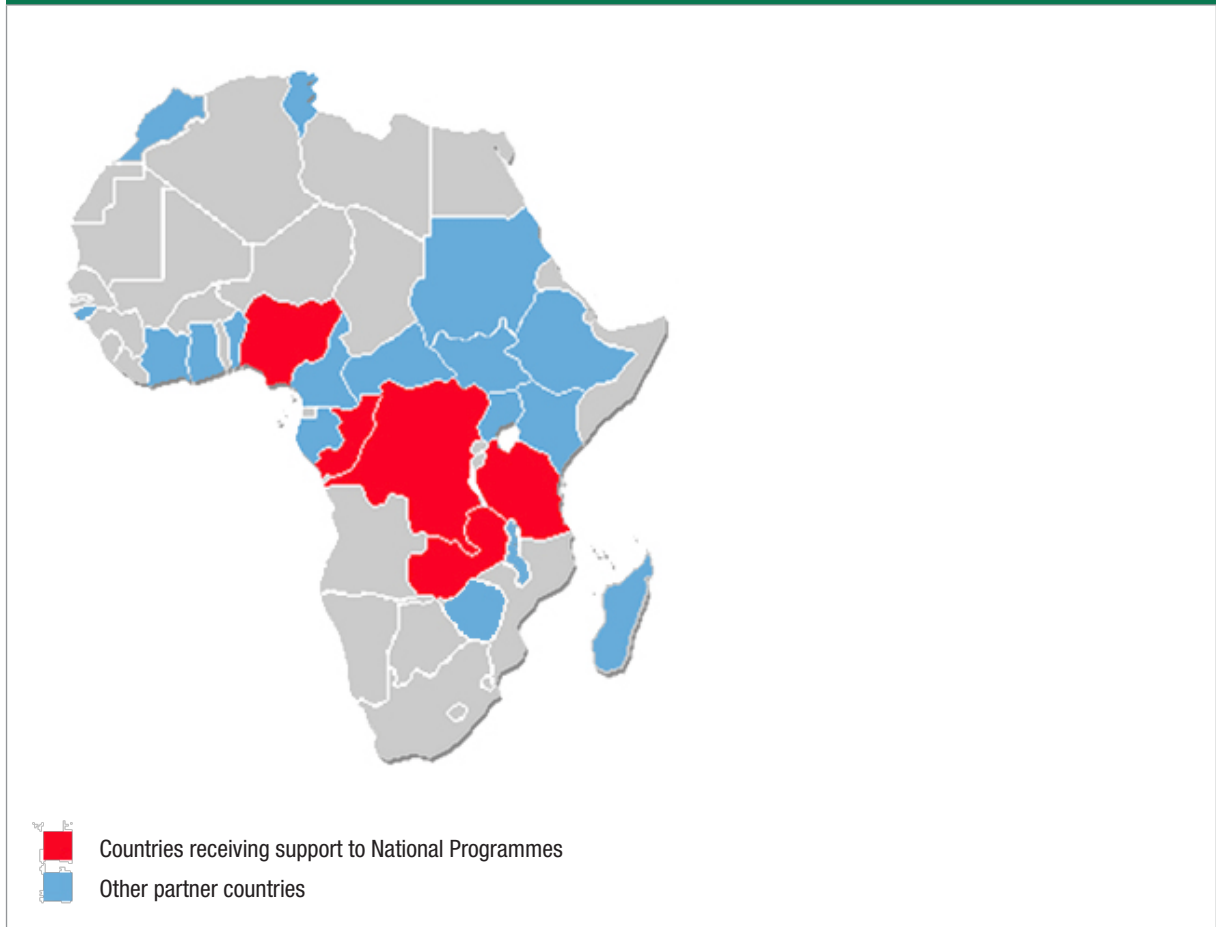 Countries receiving support to National Programmes
Other partner countries